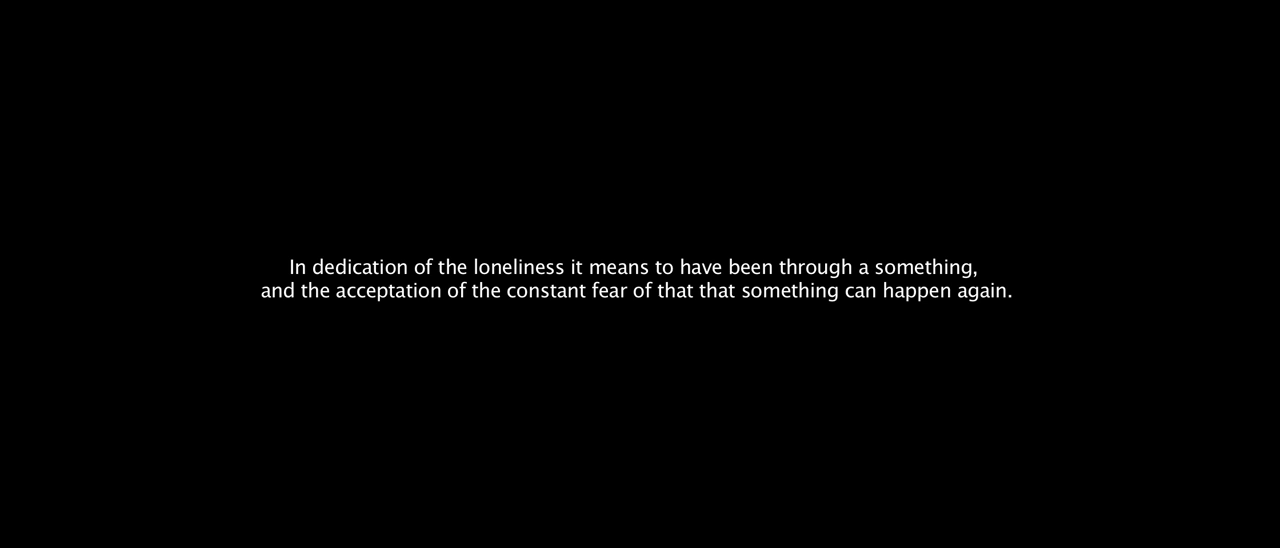 In dedication of the loneliness it means to have been through a something,
and the acceptation of the constant fear of that that something can happen again.